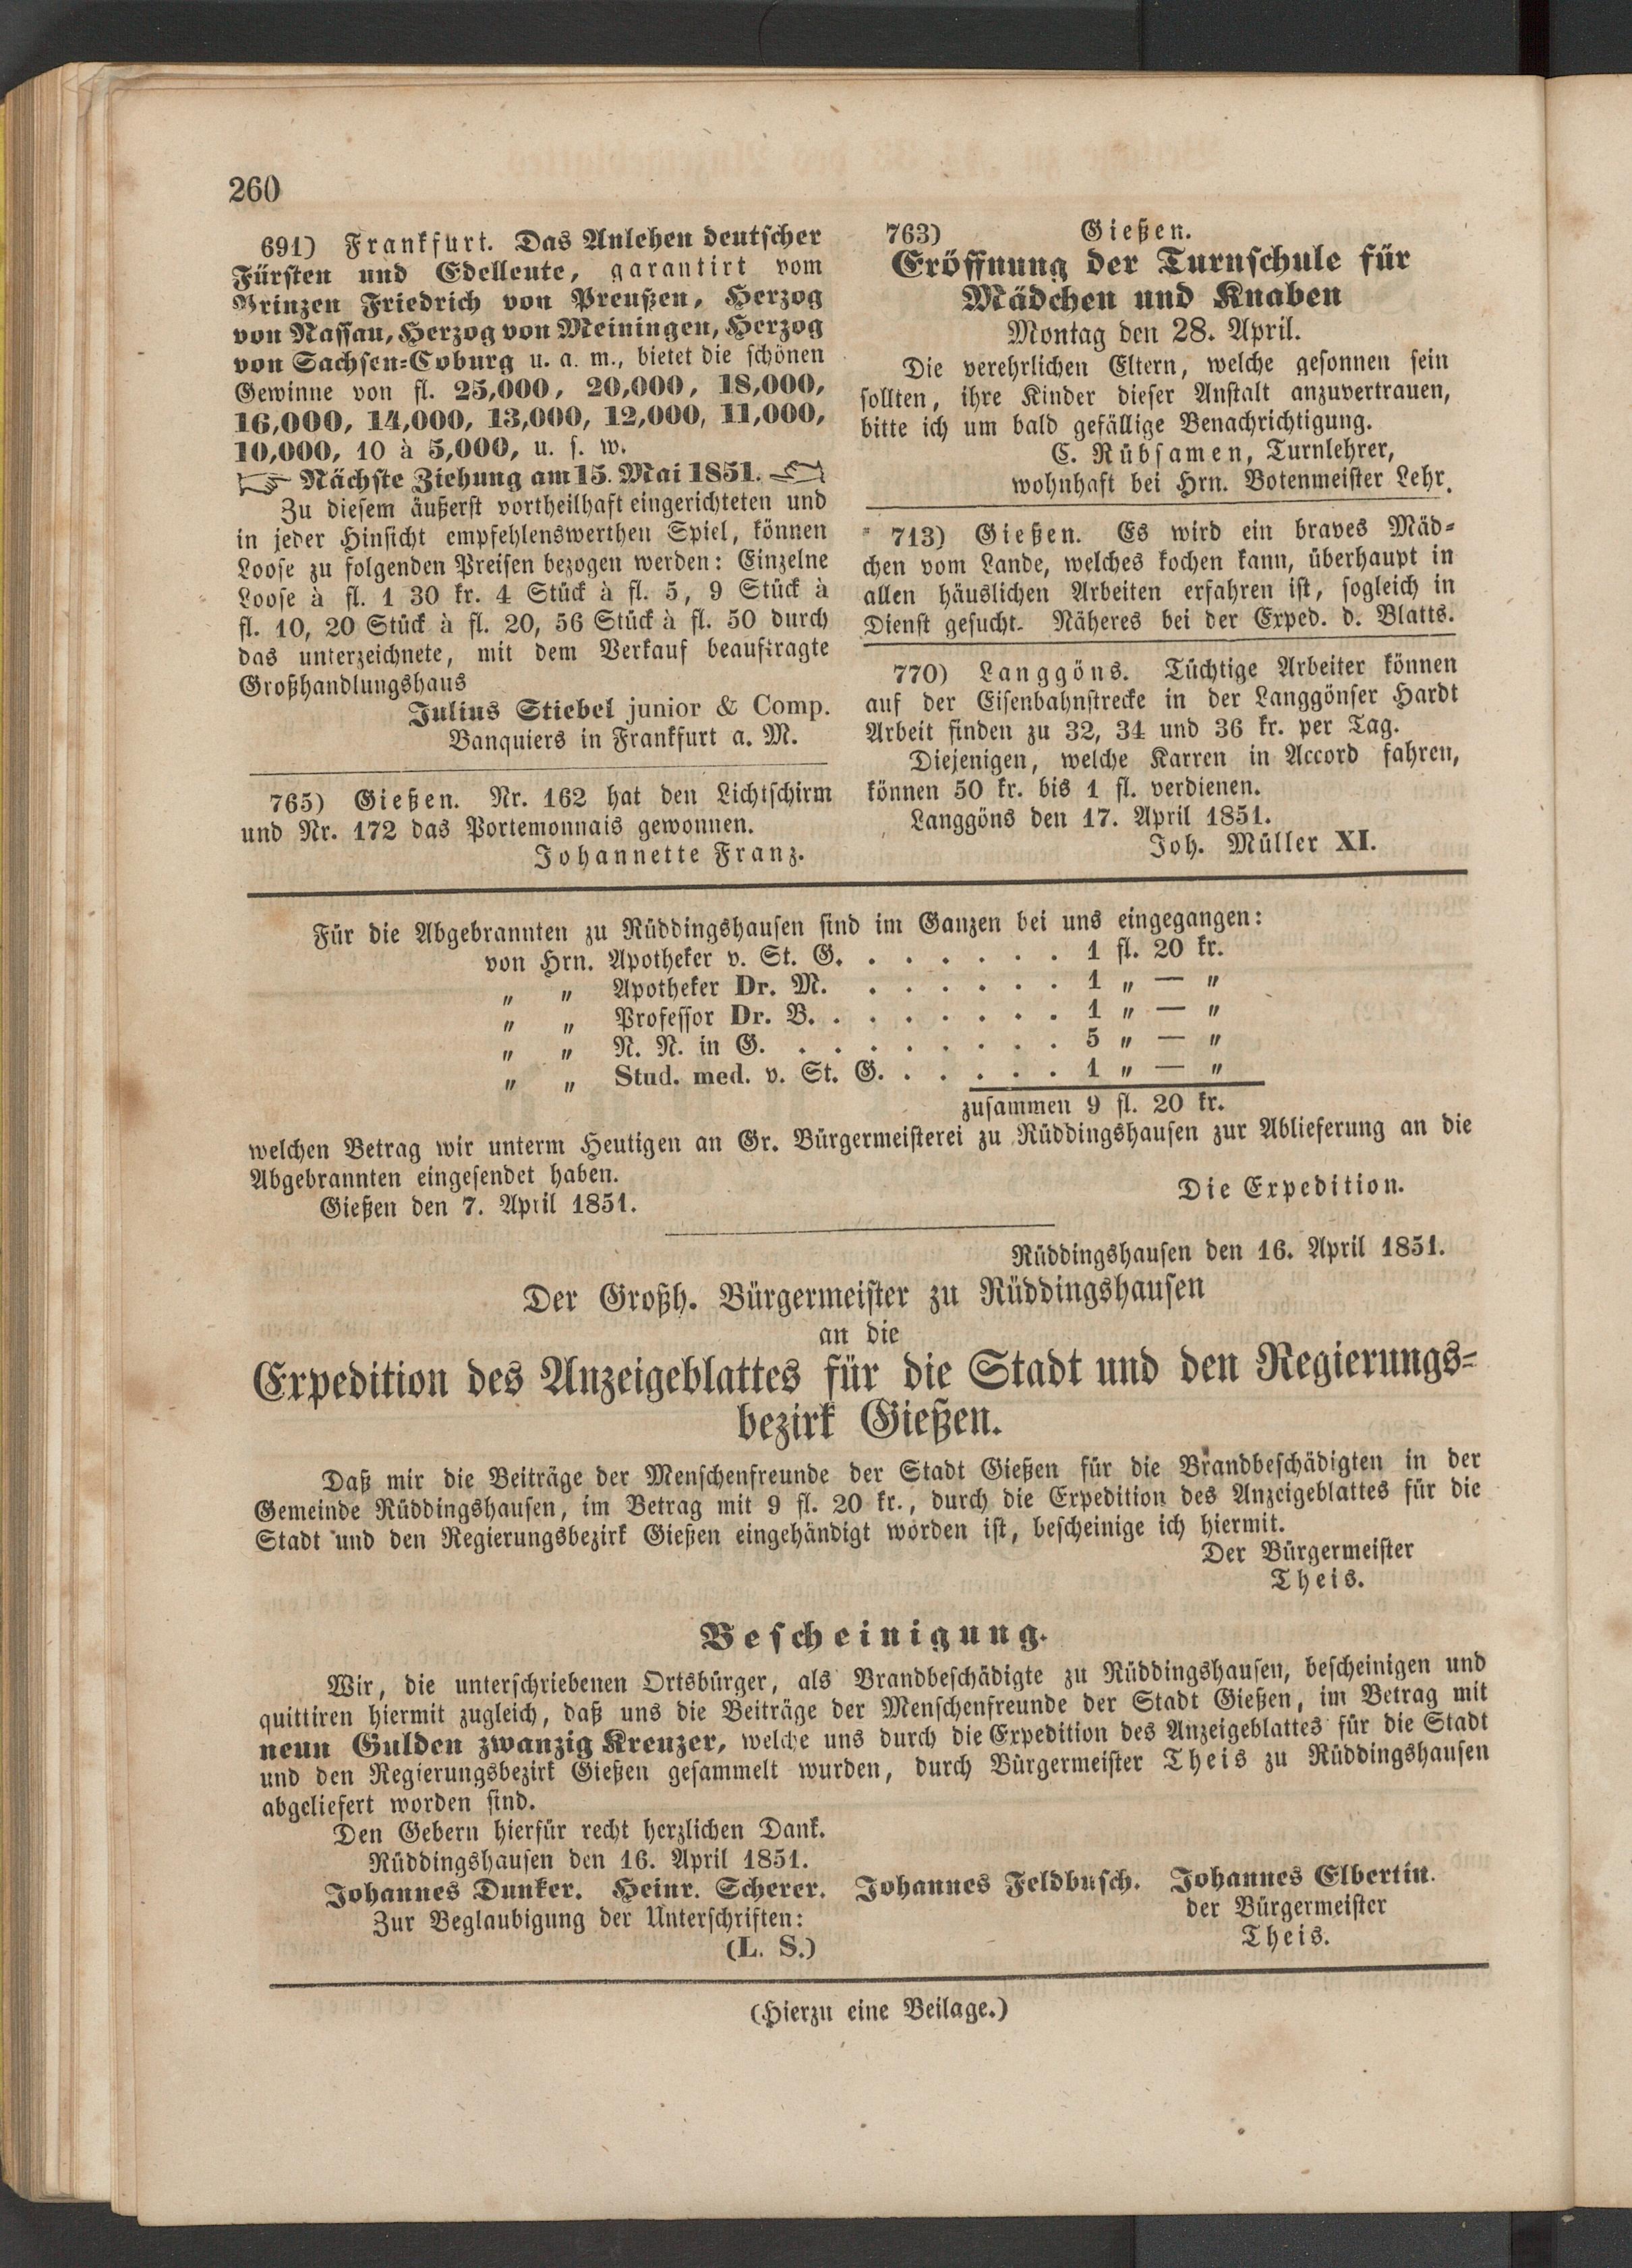 260
691) Frankfurt. Das Anlehen deutscher
Fürsten und Edelleute, garantirt vom
Prinzen Friedrich von Preußen, Herzog
von Nassau, Herzog von Meiningen, Herzog
von Sachsen-Coburg u. a. m., bietet die schönen
Gewinne von fl. 25,000, 20,000, 18,000,
16,000, 14,000, 13,000, 12,000, 11,000,
10,000, 10 à 5,000, u. s. w.
☞ Nächste Ziehung am 15. Mai 1851. ☜
Zu diesem äußerst vortheilhaft eingerichteten und
in jeder Hinsicht empfehlenswerthen Spiel, können
Loose zu folgenden Preisen bezogen werden: Einzelne
Loose à fl. 1 30 kr. 4 Stück à fl. 5, 9 Stück à
fl. 10, 20 Stück à fl. 20, 56 Stück à fl. 50 durch
das unterzeichnete, mit dem Verkauf beauftragte
Großhandlungshaus
Julius Stiebel junior & Comp.
Banquiers in Frankfurt a. M.
765) Gießen. Nr. 162 hat den Lichtschirm
und Nr. 172 das Portemonnais gewonnen.
Johannette Franz.
763) Gießen.
Eröffnung der Turnschule für
Mädchen und Knaben
Montag den 28. April.
Die verehrlichen Eltern, welche gesonnen sein
sollten, ihre Kinder dieser Anstalt anzuvertrauen,
bitte ich um bald gefällige Benachrichtigung.
C. Rübsamen, Turnlehrer,
wohnhaft bei Hrn. Botenmeister Lehr.
713) Gießen. Es wird ein braves Mäd-
chen vom Lande, welches kochen kann, überhaupt in
allen häuslichen Arbeiten erfahren ist, sogleich in
Dienst gesucht. Näheres bei der Exped. d. Blatts.
770) Langgöns. Tüchtige Arbeiter können
auf der Eisenbahnstrecke in der Langgönser Hardt
Arbeit finden zu 32, 34 und 36 kr. per Tag.
Diejenigen, welche Karren in Accord fahren,
können 50 kr. bis 1 fl. verdienen.
Langgöns den 17. April 1851.
Joh. Müller XI.
Für die Abgebrannten zu Rüddingshausen sind im Ganzen bei uns eingegangen:
von Hrn. Apotheker v. St. G. . . . . . . 1 fl. 20 kr.
„ „ Apotheker Dr. M. . . . . . . 1 „ — „
„ „ Professor Dr. B. . . . . . . . . 1 „ — „
„ „ N. N. in G. . . . . . . . . . 5 „ — „
„ „ Stud. med. v. St. G. . . . . . . 1 „ — „
zusammen 9 fl. 20 kr.
welchen Betrag wir unterm Heutigen an Gr. Bürgermeisterei zu Rüddingshausen zur Ablieferung an die
Abgebrannten eingesendet haben.
Gießen den 7. April 1851.
Die Expedition.
Rüddingshausen den 16. April 1851.
Der Großh. Bürgermeister zu Rüddingshausen
an die
Expedition des Anzeigeblattes für die Stadt und den Regierungs-
bezirk Gießen.
Daß mir die Beiträge der Menschenfreunde der Stadt Gießen für die Brandbeschädigten in der
Gemeinde Rüddingshausen, im Betrag mit 9 fl. 20 kr., durch die Expedition des Anzeigeblattes für die
Stadt und den Regierungsbezirk Gießen eingehändigt worden ist, bescheinige ich hiermit.
Der Bürgermeister
Theis.
Bescheinigung.
Wir, die unterschriebenen Ortsbürger, als Brandbeschädigte zu Rüddingshausen, bescheinigen und
quittiren hiermit zugleich, daß uns die Beiträge der Menschenfreunde der Stadt Gießen, im Betrag mit
neun Gulden zwanzig Kreuzer, welche uns durch die Expedition des Anzeigeblattes für die Stadt
und den Regierungsbezirk Gießen gesammelt wurden, durch Bürgermeister Theis zu Rüddingshausen
abgeliefert worden sind.
Den Gebern hierfür recht herzlichen Dank.
Rüddingshausen den 16. April 1851.
Johannes Dunker. Heinr. Scherer. Johannes Feldbusch. Johannes Elbertin.
Zur Beglaubigung der Unterschriften:
der Bürgermeister
(L. S.)
Theis.
(Hierzu eine Beilage.)